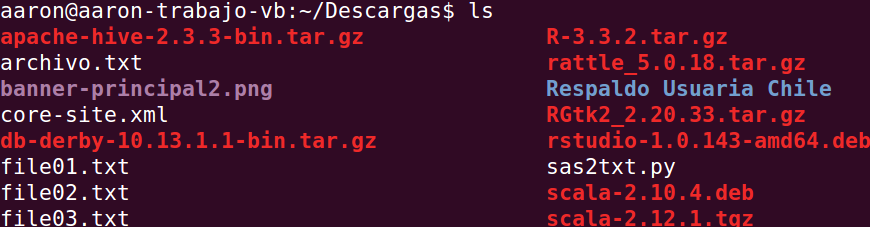 aaron@aaron-trabajo-vb:~/Descargas$ ls
apache-hive-2.3.3-bin.tar.gz R-3.3.2.tar.gz
archivo.txt rattle_5.0.18.tar.gz
banner-principal2.png Respaldo Usuaria Chile
core-site.xml RGtk2_2.20.33.tar.gz
db-derby-10.13.1.1-bin.tar.gz rstudio-1.0.143-amd64.deb
file01.txt sas2txt.py
file02.txt scala-2.10.4.deb
file03.txt scala-2.12.1.tgz